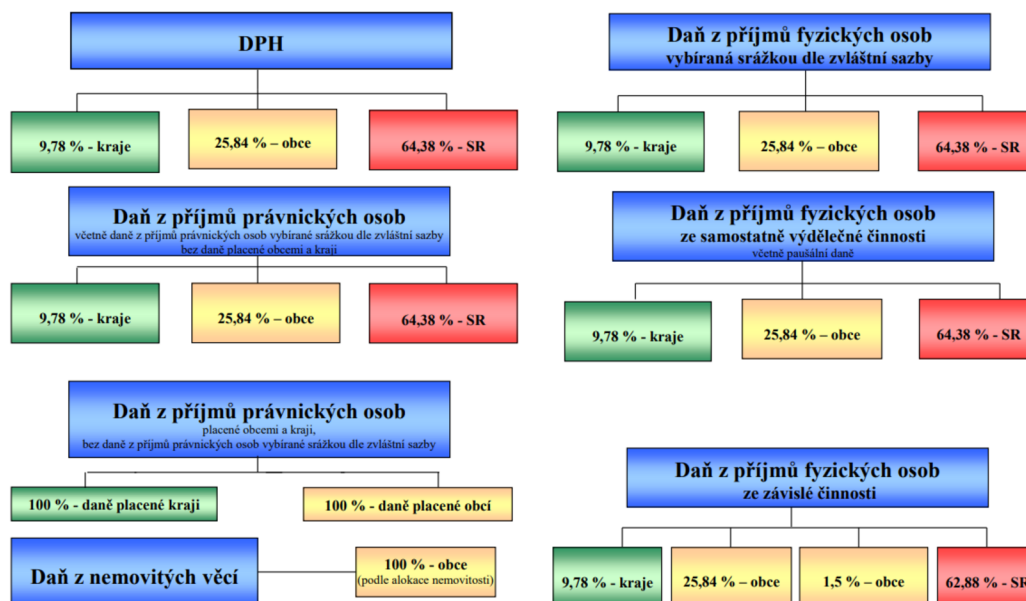 DPH
9,78 % - kraje
25,84 % – obce
64,38 % - SR
Daň z příjmů fyzických osob
vybíraná srážkou dle zvláštní sazby
9,78 % - kraje
25,84 % – obce
64,38 % - SR
Daň z příjmů právnických osob
včetně daně z příjmů právnických osob vybírané srážkou dle zvláštní sazby
bez daně placené obcemi a kraji
9,78 % - kraje
25,84 % – obce
64,38 % - SR
Daň z příjmů fyzických osob
ze samostatně výdělečné činnosti
včetně paušální daně
9,78 % - kraje
25,84 % – obce
64,38 % - SR
Daň z příjmů právnických osob
placené obcemi a kraji,
bez daně z příjmů právnických osob vybírané srážkou dle zvláštní sazby
100 % - daně placené kraji
100 % - daně placené obcí
Daň z nemovitých věcí
100 % - obce
(podle alokace nemovitosti)
Daň z příjmů fyzických osob
ze závislé činnosti
9,78 % - kraje
25,84 % – obce
1,5 % – obce
62,88 % - SR